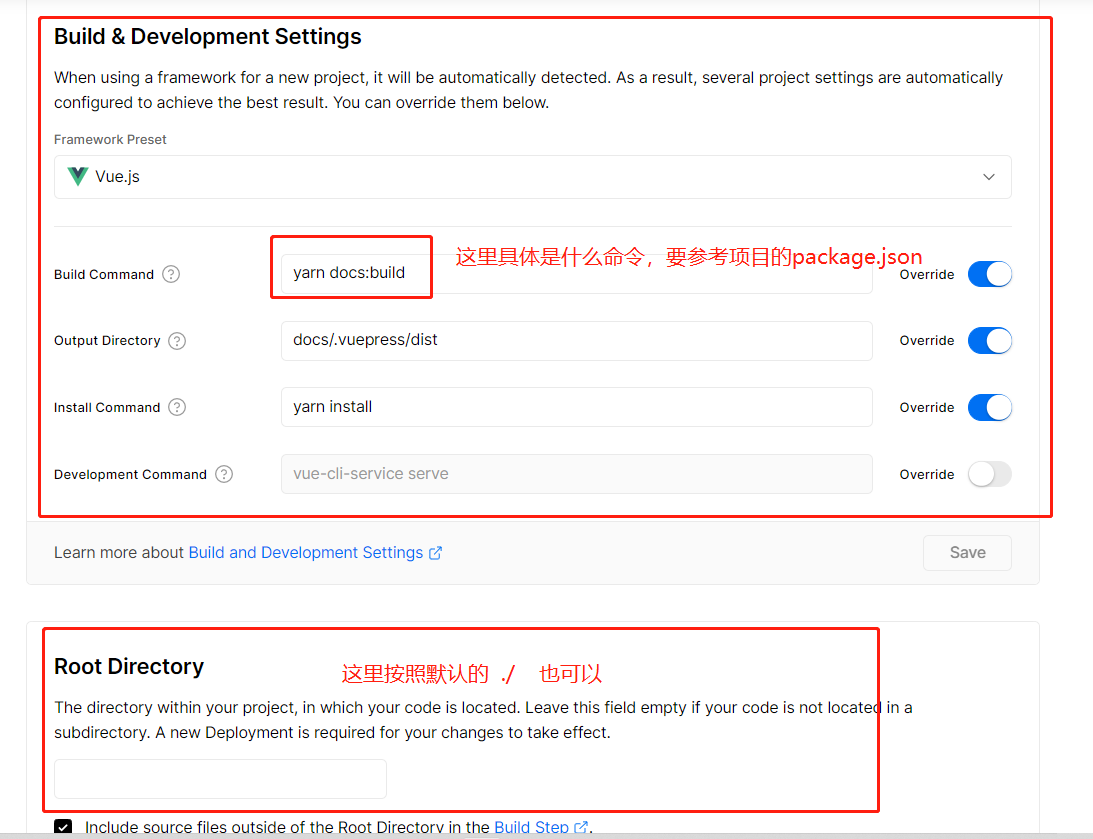 Build & Development Settings
When using a framework for a new project, it will be automatically detected. As a result, several project settings are automatically
configured to achieve the best result. You can override them below.
Framework Preset
Vue.js
这里具体是什么命令，要参考项目的package.json
Build Command ? yarn docs:build Override
Output Directory ? docs/.vuepress/dist Override
Install Command ? yarn install Override
Development Command ? vue-cli-service serve Override
Learn more about Build and Development Settings Save
Root Directory
这里按照默认的 ./ 也可以
The directory within your project, in which your code is located. Leave this field empty if your code is not located in a
subdirectory. A new Deployment is required for your changes to take effect.
Include source files outside of the Root Directory in the Build Step.